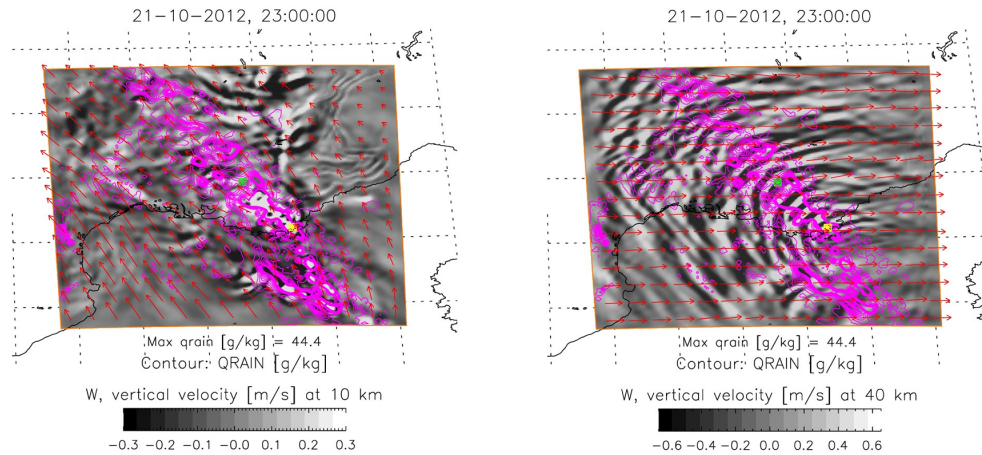 21-10-2012, 23:00:00
Max qrain [g/kg] = 44.4
Contour: QRAIN [g/kg]
W, vertical velocity [m/s] at 10 km
-0.3 -0.2 -0.1 -0.0 0.1 0.2 0.3
21-10-2012, 23:00:00
Max qrain [g/kg] = 44.4
Contour: QRAIN [g/kg]
W, vertical velocity [m/s] at 40 km
-0.6 -0.4 -0.2 0.0 0.2 0.4 0.6